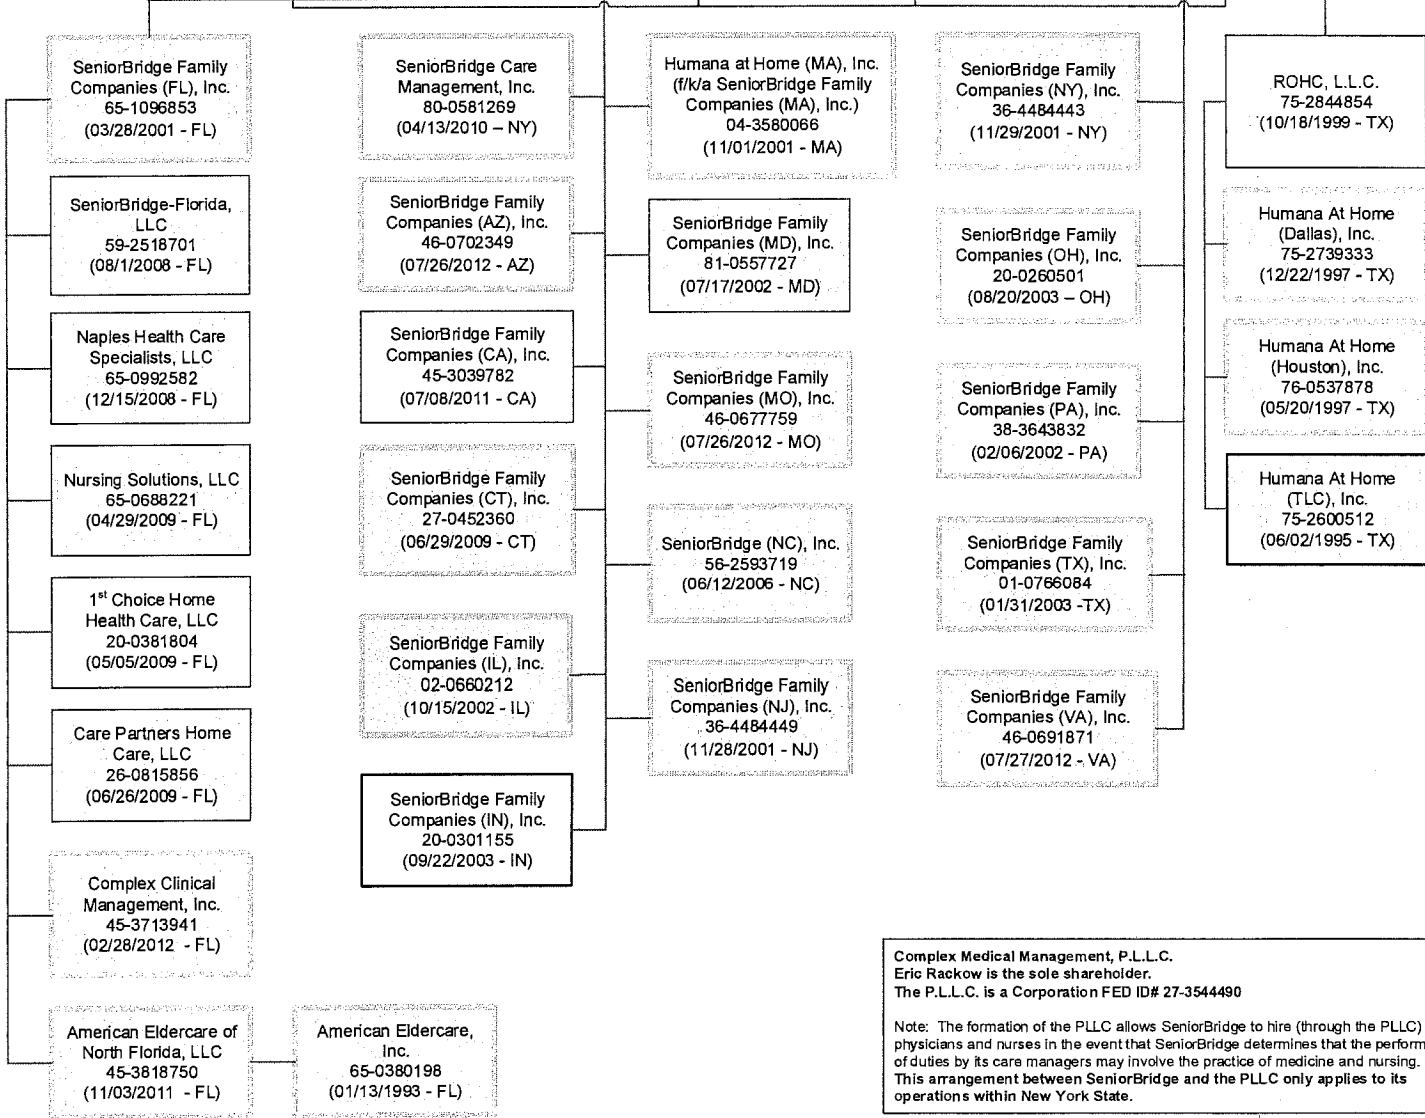 SeniorBridge Family
Companies (FL), Inc.
65-1096853
(03/28/2001 - FL)
SeniorBridge-Florida,
LLC
59-2518701
(08/1/2008 - FL)
Naples Health Care
Specialists, LLC
65-0992582
(12/15/2008 - FL)
Nursing Solutions, LLC
65-0688221
(04/29/2009 - FL)
1st Choice Home
Health Care, LLC
20-0381804
(05/05/2009 - FL)
Care Partners Home
Care, LLC
26-0815856
(06/26/2009 - FL)
Complex Clinical
Management, Inc.
45-3713941
(02/28/2012 - FL)
American Eldercare of
North Florida, LLC
45-3818750
(11/03/2011 - FL)
American Eldercare,
Inc.
65-0380198
(01/13/1993 - FL)
SeniorBridge Care
Management, Inc.
80-0581269
(04/13/2010 – NY)
SeniorBridge Family
Companies (AZ), Inc.
46-0702349
(07/26/2012 - AZ)
SeniorBridge Family
Companies (CA), Inc.
45-3039782
(07/08/2011 - CA)
SeniorBridge Family
Companies (CT), Inc.
27-0452360
(06/29/2009 - CT)
SeniorBridge Family
Companies (IL), Inc.
02-0660212
(10/15/2002 - IL)
SeniorBridge Family
Companies (IN), Inc.
20-0301155
(09/22/2003 - IN)
Humana at Home (MA), Inc.
(f/k/a SeniorBridge Family
Companies (MA), Inc.)
04-3580066
(11/01/2001 - MA)
SeniorBridge Family
Companies (MD), Inc.
81-0557727
(07/17/2002 - MD)
SeniorBridge Family
Companies (MO), Inc.
46-0677759
(07/26/2012 - MO)
SeniorBridge (NC), Inc.
56-2593719
(06/12/2006 - NC)
SeniorBridge Family
Companies (NJ), Inc.
36-4484449
(11/28/2001 - NJ)
SeniorBridge Family
Companies (NY), Inc.
36-4484443
(11/29/2001 - NY)
SeniorBridge Family
Companies (OH), Inc.
20-0260501
(08/20/2003 – OH)
SeniorBridge Family
Companies (PA), Inc.
38-3643832
(02/06/2002 - PA)
SeniorBridge Family
Companies (TX), Inc.
01-0766084
(01/31/2003 -TX)
SeniorBridge Family
Companies (VA), Inc.
46-0691871
(07/27/2012 - VA)
ROHC, L.L.C.
75-2844854
(10/18/1999 - TX)
Humana At Home
(Dallas), Inc.
75-2739333
(12/22/1997 - TX)
Humana At Home
(Houston), Inc.
76-0537878
(05/20/1997 - TX)
Humana At Home
(TLC), Inc.
75-2600512
(06/02/1995 - TX)
Complex Medical Management, P.L.L.C.
Eric Rackow is the sole shareholder.
The P.L.L.C. is a Corporation FED ID# 27-3544490
Note: The formation of the PLLC allows SeniorBridge to hire (through the PLLC)
physicians and nurses in the event that SeniorBridge determines that the perform
of duties by its care managers may involve the practice of medicine and nursing.
This arrangement between SeniorBridge and the PLLC only applies to its
operations within New York State.